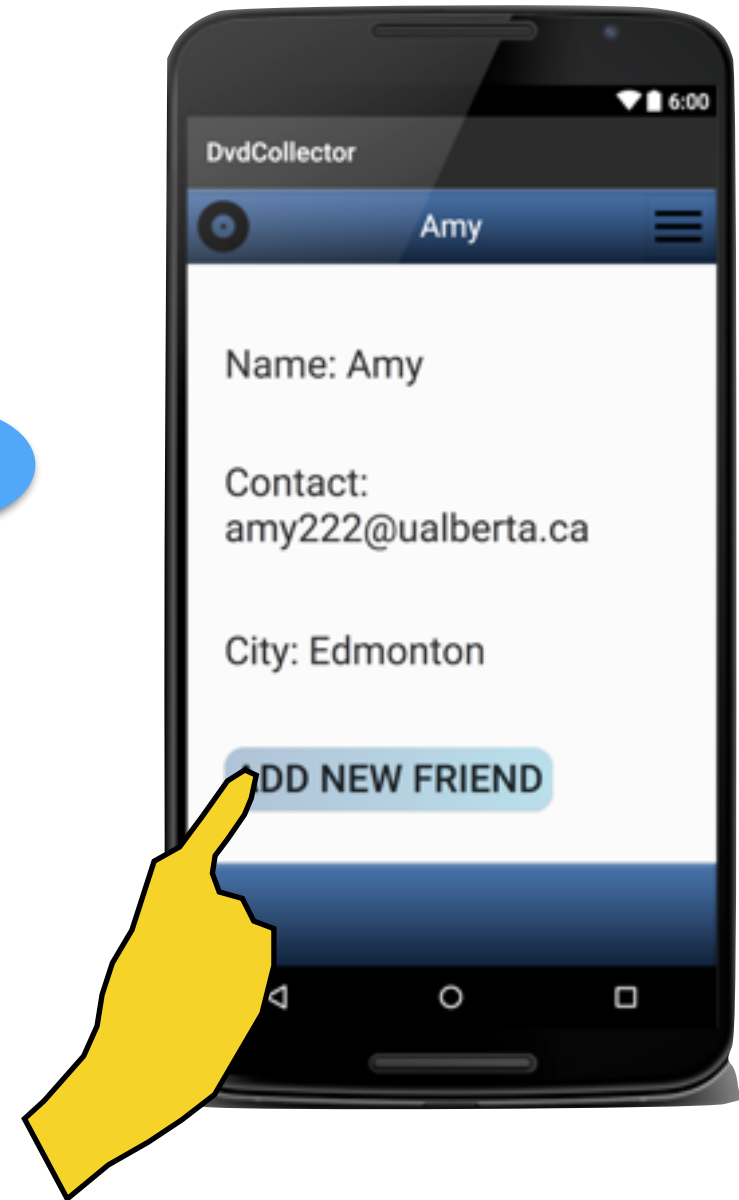 6:00
DvdCollector
Amy
Name: Amy
Contact:
amy222@ualberta.ca
City: Edmonton
ADD NEW FRIEND